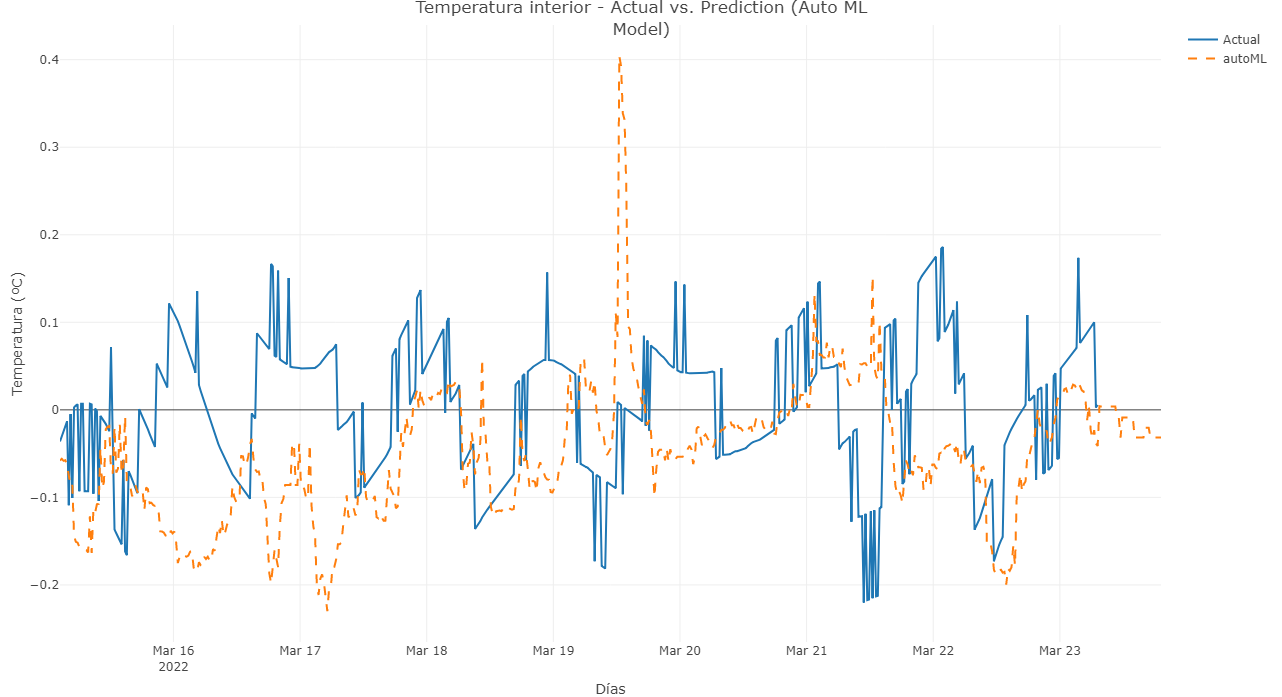 Temperatura interior - Actual vs. Prediction (Auto ML
Model)
Actual
autoML
Temperatura (ºC)
0.4
0.3
0.2
0.1
0
−0.1
−0.2
Mar 16
2022
Mar 17
Mar 18
Mar 19
Mar 20
Mar 21
Mar 22
Mar 23
Días